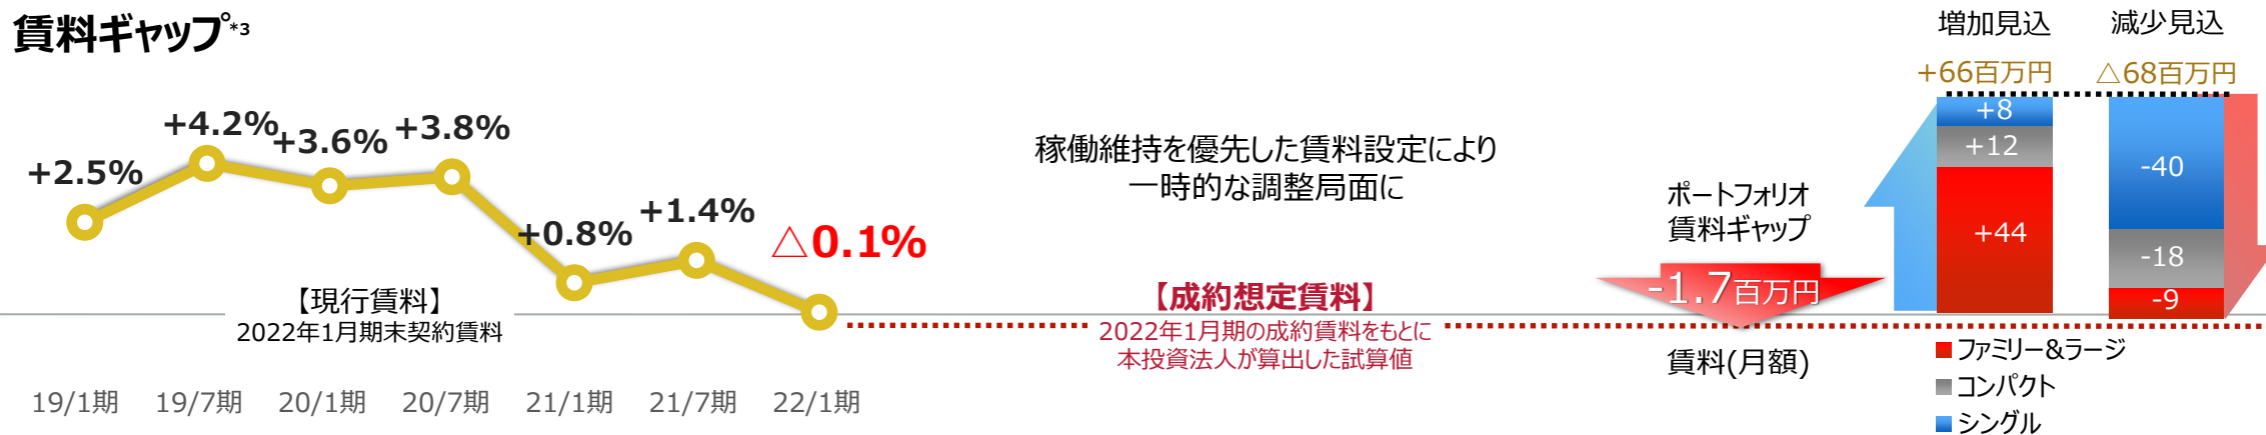 賃料ギャップ*3
+2.5%
+4.2%
+3.6%
+3.8%
+0.8%
+1.4%
△0.1%
【現行賃料】
2022年1月期末契約賃料
19/1期
19/7期
20/1期
20/7期
21/1期
21/7期
22/1期
稼働維持を優先した賃料設定により
一時的な調整局面に
【成約想定賃料】
2022年1月期の成約賃料をもとに
本投資法人が算出した試算値
ポートフォリオ
賃料ギャップ
-1.7百万円
賃料(月額)
増加見込
+66百万円
+8
+12
+44
減少見込
△68百万円
-40
-18
-9
ファミリー&ラージ
コンパクト
シングル